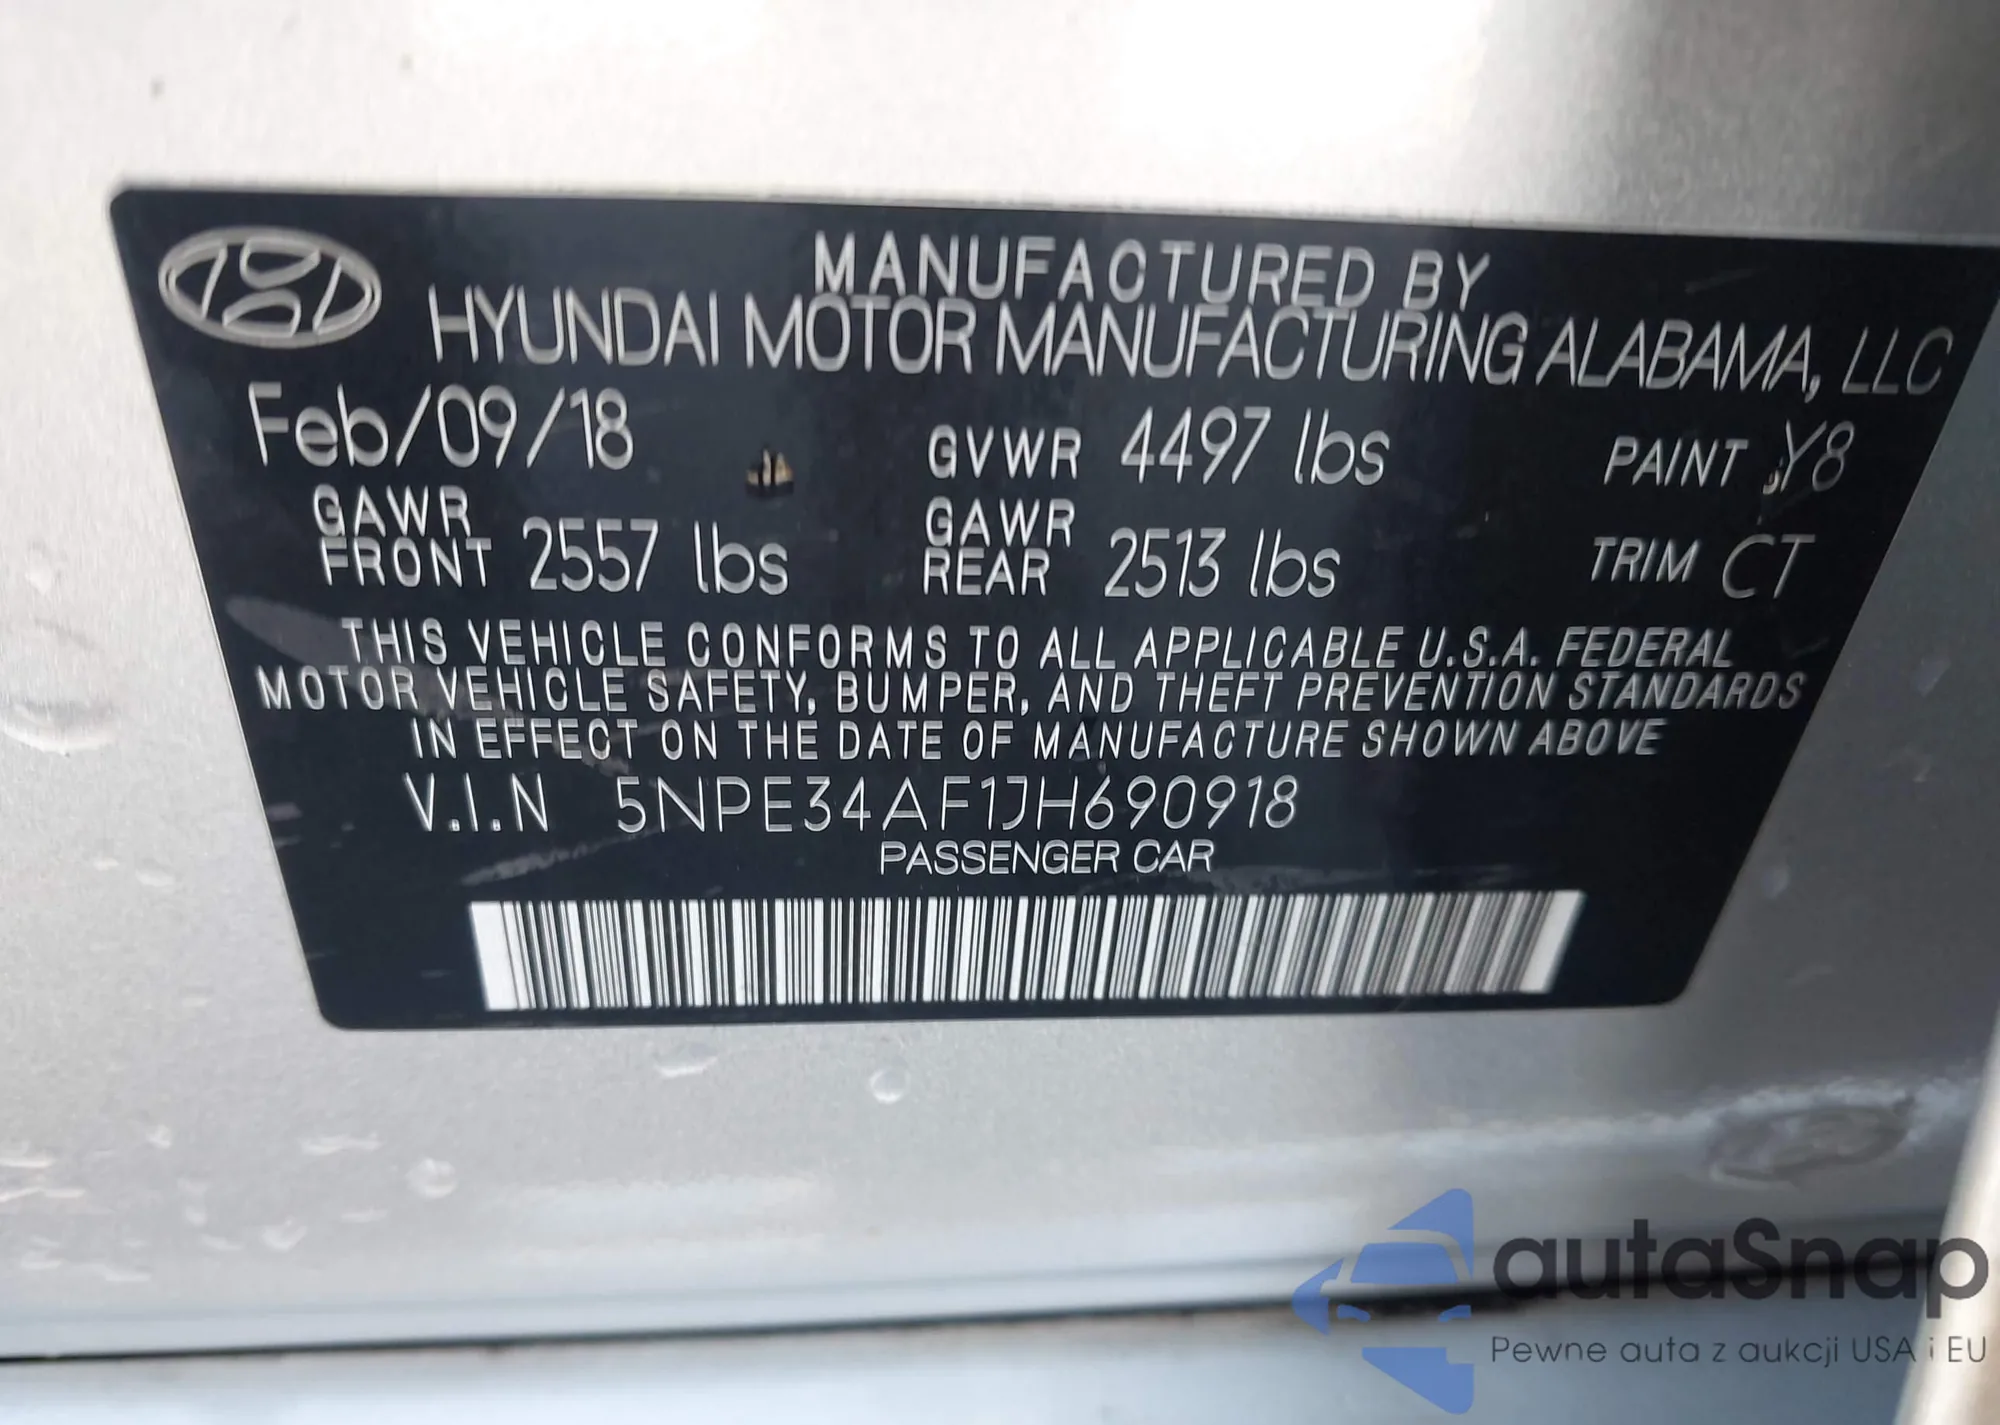 MANUFACTURED BY
HYUNDAI MOTOR MANUFACTURING ALABAMA, LLC
Feb/09/18 GVWR 4497 lbs PAINT Y8
GAWR FRONT 2557 lbs GAWR REAR 2513 lbs TRIM CT
THIS VEHICLE CONFORMS TO ALL APPLICABLE U.S.A. FEDERAL
MOTOR VEHICLE SAFETY, BUMPER, AND THEFT PREVENTION STANDARDS
IN EFFECT ON THE DATE OF MANUFACTURE SHOWN ABOVE
V.I.N 5NPE34AF1JH690918
PASSENGER CAR
autaSnap
Pewne auta z aukcji USA i EU